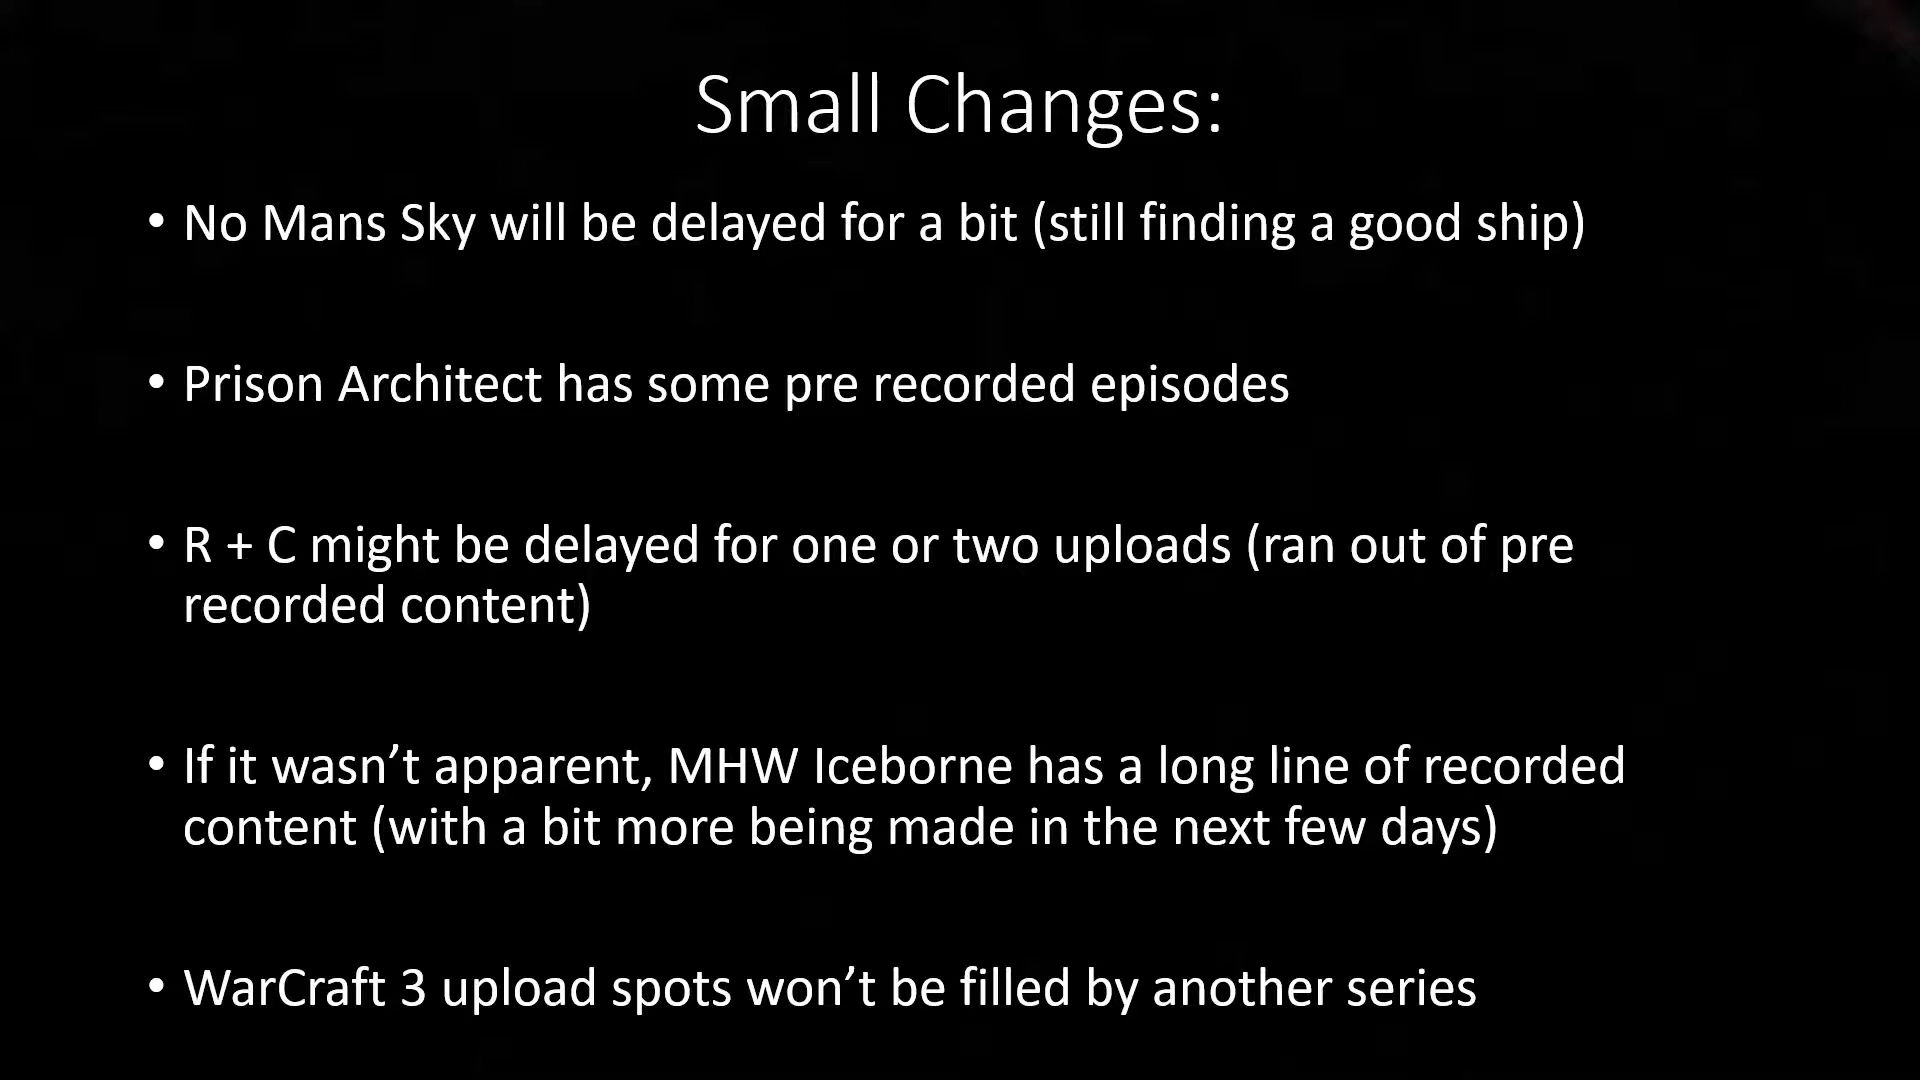 Small Changes:
• No Mans Sky will be delayed for a bit (still finding a good ship)
• Prison Architect has some pre recorded episodes
• R + C might be delayed for one or two uploads (ran out of pre
recorded content)
• If it wasn’t apparent, MHW Iceborne has a long line of recorded
content (with a bit more being made in the next few days)
• WarCraft 3 upload spots won’t be filled by another series